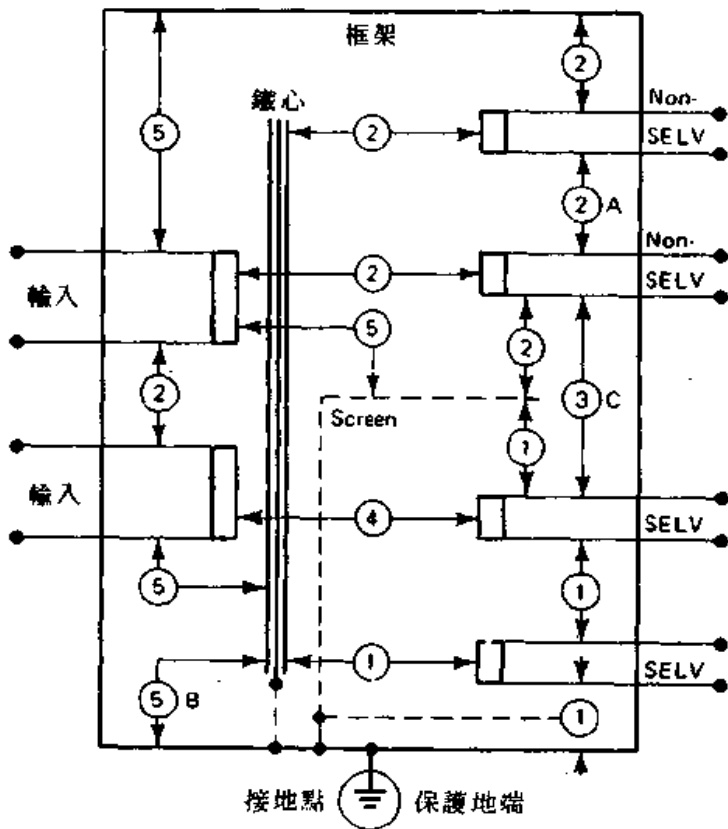 框架
②
鐵心
Non-
②
SELV
⑤
② A
Non-
輸入
②
SELV
⑤
②
②
③ C
Screen
①
輸入
④
SELV
⑤
①
①
SELV
⑤ B
①
接地點
保護地端